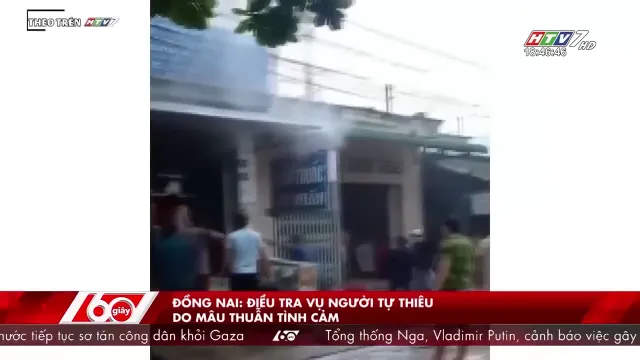 THEO TRÊN HTV7
HTV7 HD
18:46:46
60 giây
ĐỒNG NAI: ĐIỀU TRA VỤ NGƯỜI TỰ THIÊU
DO MÂU THUẪN TÌNH CẢM
nước tiếp tục sơ tán công dân khỏi Gaza
60
Tổng thống Nga, Vladimir Putin, cảnh báo việc gây